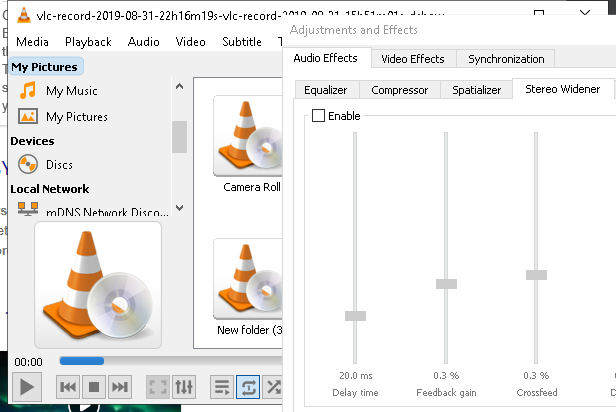 vlc-record-2019-08-31-22h16m19s-vlc-record-2019-08-31-15h51m01s-dshow
Adjustments and Effects
Media Playback Audio Video Subtitle
Audio Effects Video Effects Synchronization
My Pictures
My Music
My Pictures
Devices
Discs
Local Network
mDNS Network Disco...
Camera Roll
New folder (3
00:00
Equalizer Compressor Spatializer Stereo Widener
Enable
20.0 ms 0.3 % 0.3 %
Delay time Feedback gain Crossfeed